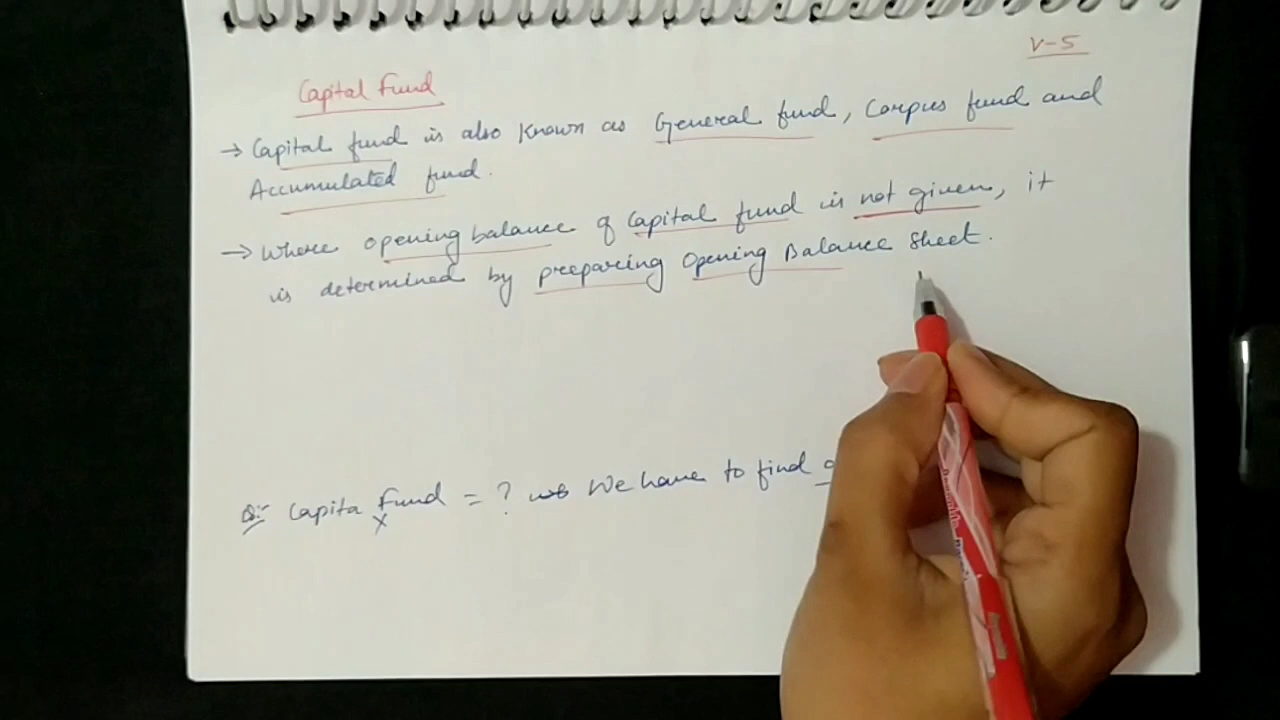 V-5
Capital Fund
→ Capital fund is also known as General fund, Corpus fund and
Accumulated fund.
→ Where opening balance of Capital fund is not given, it
is determined by preparing Opening Balance Sheet.
Q:- Capita Fund = ? We have to find
x